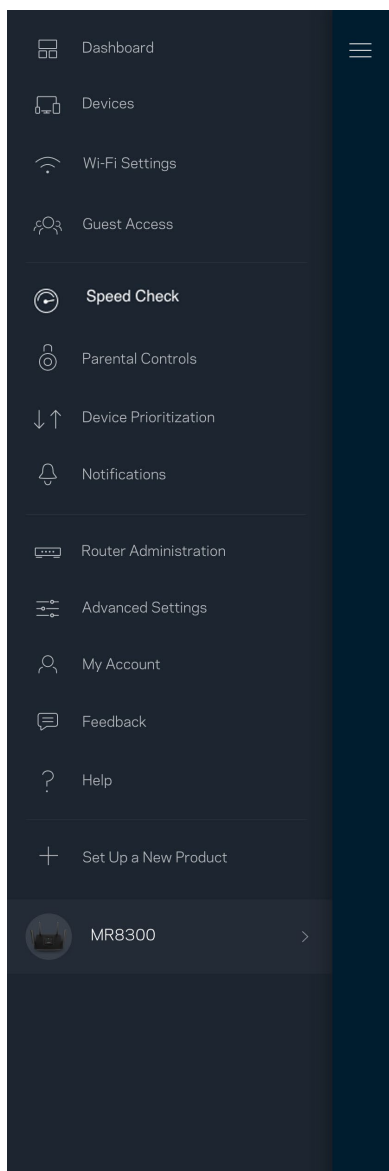 Dashboard
Devices
Wi-Fi Settings
Guest Access
Speed Check
Parental Controls
Device Prioritization
Notifications
Router Administration
Advanced Settings
My Account
Feedback
Help
Set Up a New Product
MR8300